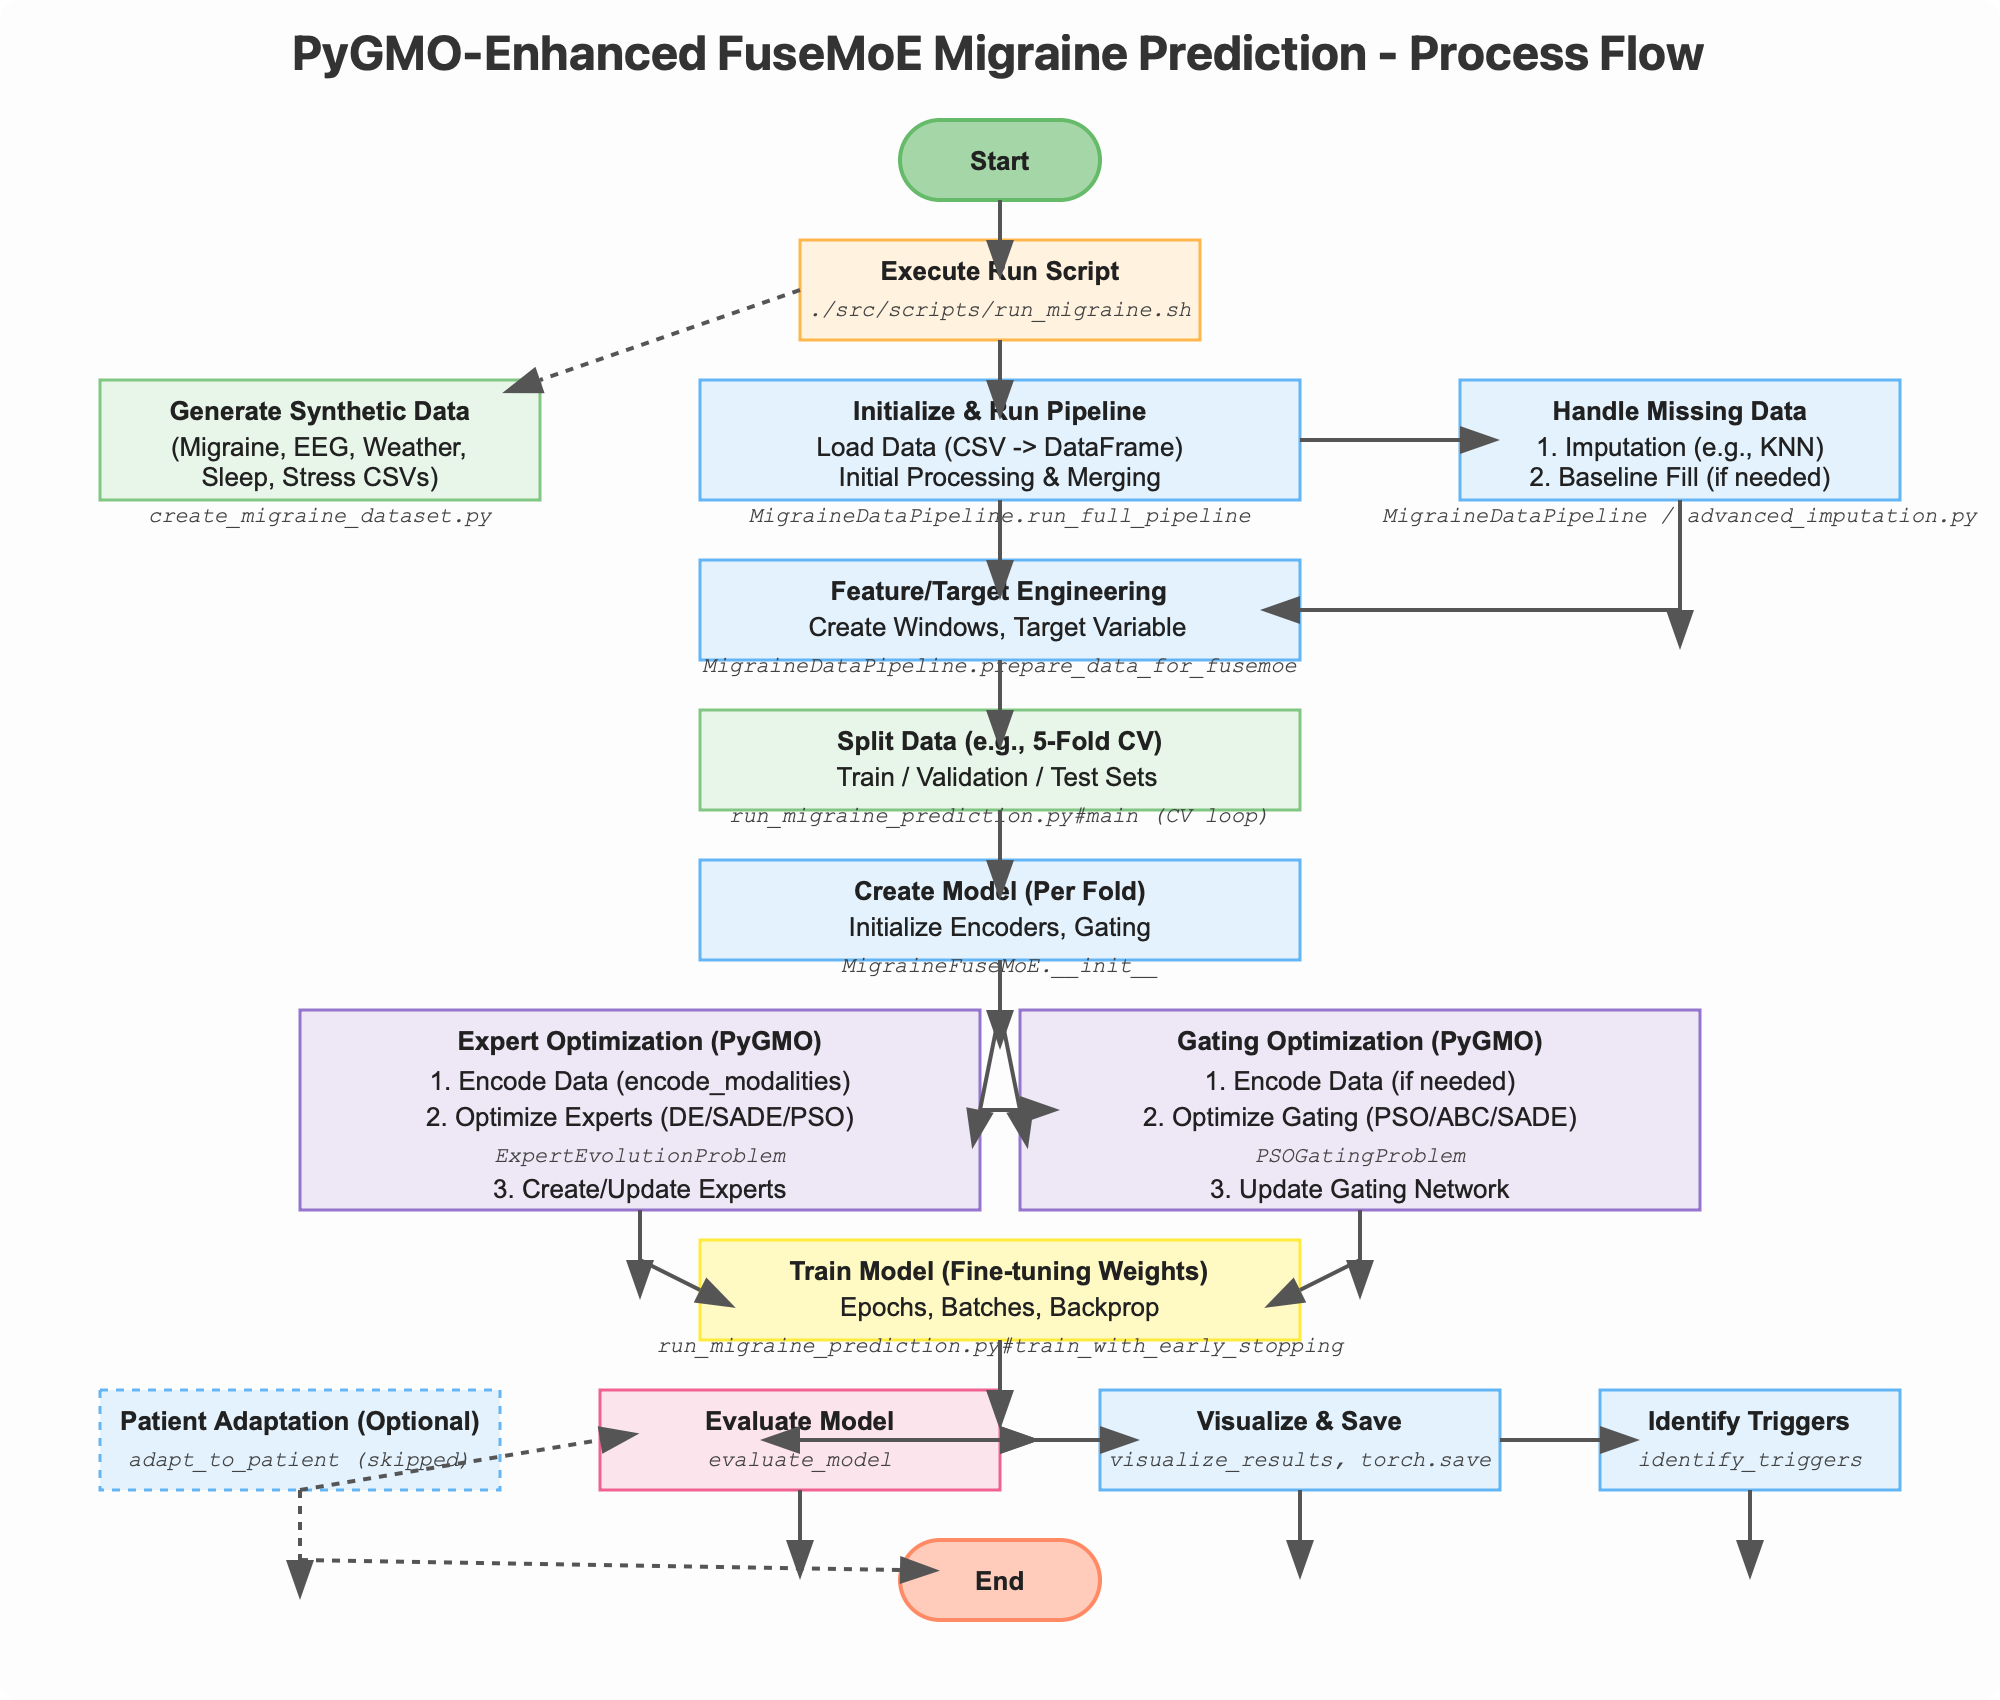 PyGMO-Enhanced FuseMoE Migraine Prediction - Process Flow
Start
Execute Run Script
./src/scripts/run_migraine.sh
Generate Synthetic Data
(Migraine, EEG, Weather,
Sleep, Stress CSVs)
create_migraine_dataset.py
Initialize & Run Pipeline
Load Data (CSV -> DataFrame)
Initial Processing & Merging
MigraineDataPipeline.run_full_pipeline
Handle Missing Data
1. Imputation (e.g., KNN)
2. Baseline Fill (if needed)
MigraineDataPipeline / advanced_imputation.py
Feature/Target Engineering
Create Windows, Target Variable
MigraineDataPipeline.prepare_data_for_fusemoe
Split Data (e.g., 5-Fold CV)
Train / Validation / Test Sets
run_migraine_prediction.py#main (CV loop)
Create Model (Per Fold)
Initialize Encoders, Gating
MigraineFuseMoE.__init__
Expert Optimization (PyGMO)
1. Encode Data (encode_modalities)
2. Optimize Experts (DE/SADE/PSO)
ExpertEvolutionProblem
3. Create/Update Experts
Gating Optimization (PyGMO)
1. Encode Data (if needed)
2. Optimize Gating (PSO/ABC/SADE)
PSOGatingProblem
3. Update Gating Network
Train Model (Fine-tuning Weights)
Epochs, Batches, Backprop
run_migraine_prediction.py#train_with_early_stopping
Patient Adaptation (Optional)
adapt_to_patient (skipped)
Evaluate Model
evaluate_model
Visualize & Save
visualize_results, torch.save
Identify Triggers
identify_triggers
End